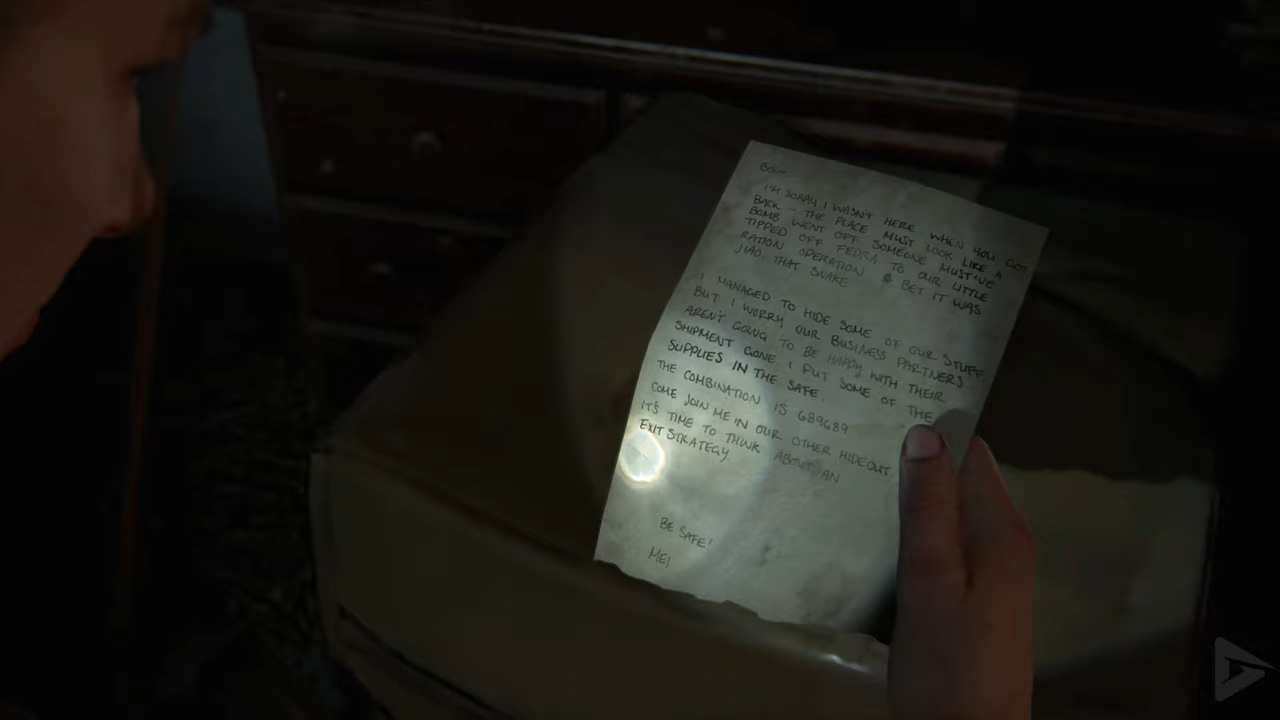 I'M SORRY I WASN'T HERE WHEN YOU GOT
BACK - THE PLACE MUST LOOK LIKE A
BOMB WENT OFF. SOMEONE MUST'VE
TIPPED OFF FEDRA TO OUR LITTLE
RATION OPERATION. BET IT WAS
JIAO, THAT SNAKE
I MANAGED TO HIDE SOME OF OUR STUFF,
BUT I WORRY OUR BUSINESS PARTNERS
AREN'T GOING TO BE HAPPY WITH THEIR
SHIPMENT GONE. I PUT SOME OF THE
SUPPLIES IN THE SAFE.
THE COMBINATION IS 689689
COME JOIN ME IN OUR OTHER HIDEOUT.
IT'S TIME TO THINK ABOUT AN
EXIT STRATEGY.
BE SAFE!
MEI